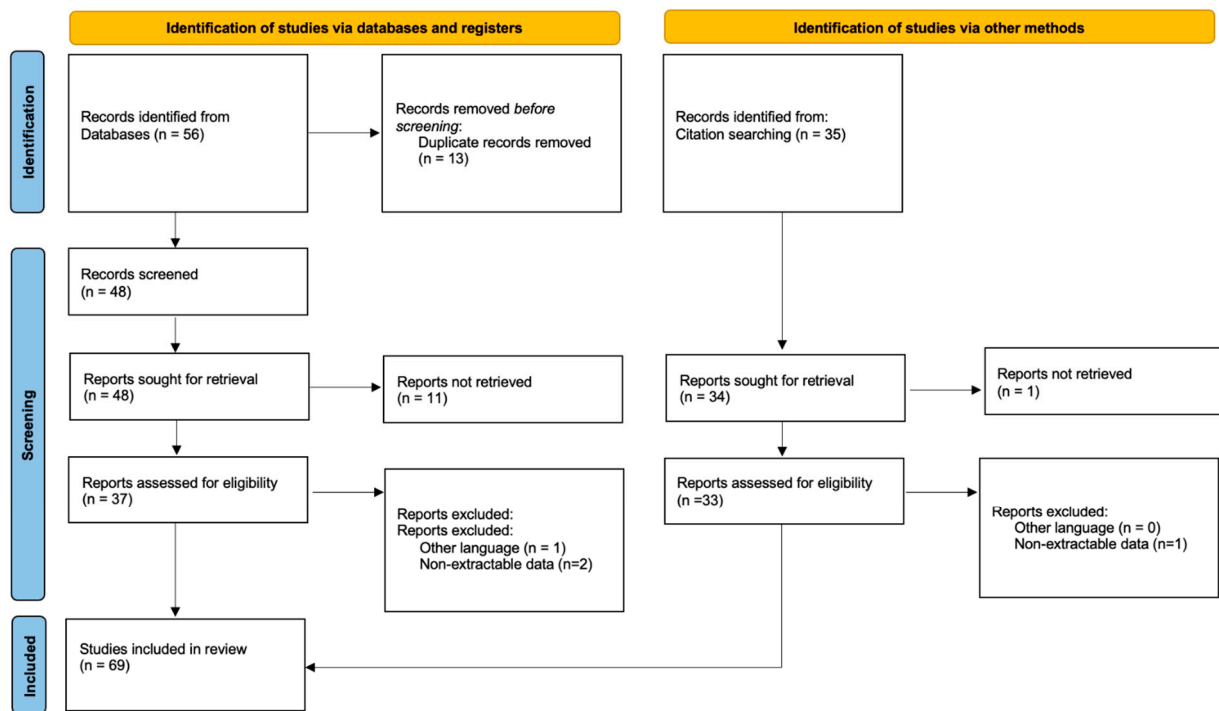 Identification of studies via databases and registers
Identification of studies via other methods
Identification
Records identified from
Databases (n = 56)
Records removed before
screening:
Duplicate records removed
(n = 13)
Records identified from:
Citation searching (n = 35)
Screening
Records screened
(n = 48)
Reports sought for retrieval
(n = 48)
Reports not retrieved
(n = 11)
Reports sought for retrieval
(n = 34)
Reports not retrieved
(n = 1)
Reports assessed for eligibility
(n = 37)
Reports excluded:
Reports excluded:
Other language (n = 1)
Non-extractable data (n=2)
Reports assessed for eligibility
(n =33)
Reports excluded:
Other language (n = 0)
Non-extractable data (n=1)
Included
Studies included in review
(n = 69)